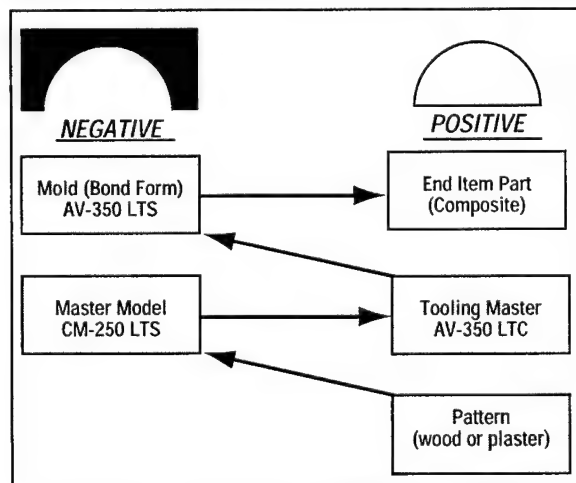 NEGATIVE
POSITIVE
Mold (Bond Form)
AV-350 LTS
End Item Part
(Composite)
Master Model
CM-250 LTS
Tooling Master
AV-350 LTC
Pattern
(wood or plaster)